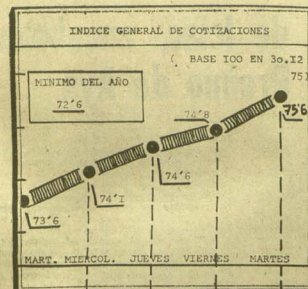 INDICE GENERAL DE COTIZACIONES
( BASE 100 EN 30.12
75)
MINIMO DEL AÑO
72'6
74'8
75'6
74'6
74'I
73'6
MART. MIERCOL. JUEVES VIERNES MARTES